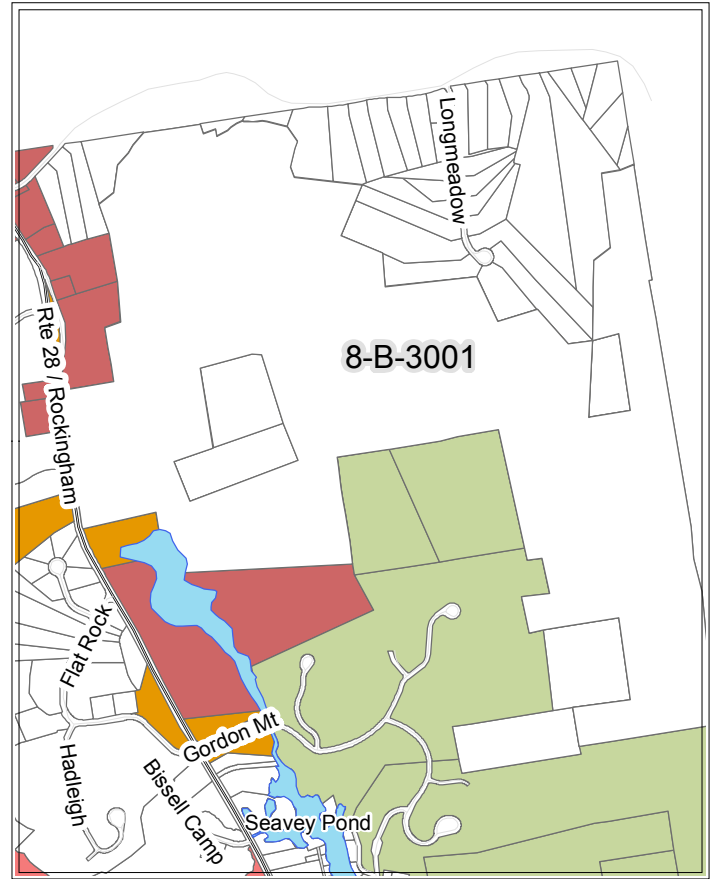 Longmeadow
8-B-3001
Rte 28 / Rockingham
Flat Rock
Gordon Mt
Hadleigh
Bissell Camp
Seavey Pond